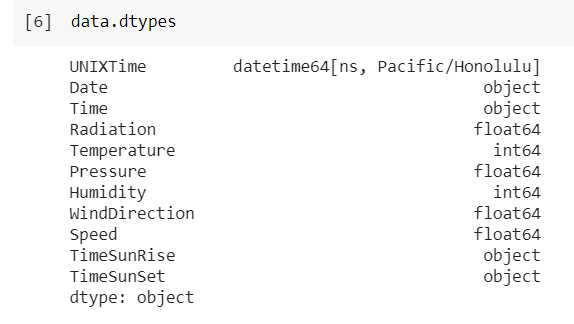 [6] data.dtypes
UNIXTime datetime64[ns, Pacific/Honolulu]
Date object
Time object
Radiation float64
Temperature int64
Pressure float64
Humidity int64
WindDirection float64
Speed float64
TimeSunRise object
TimeSunSet object
dtype: object